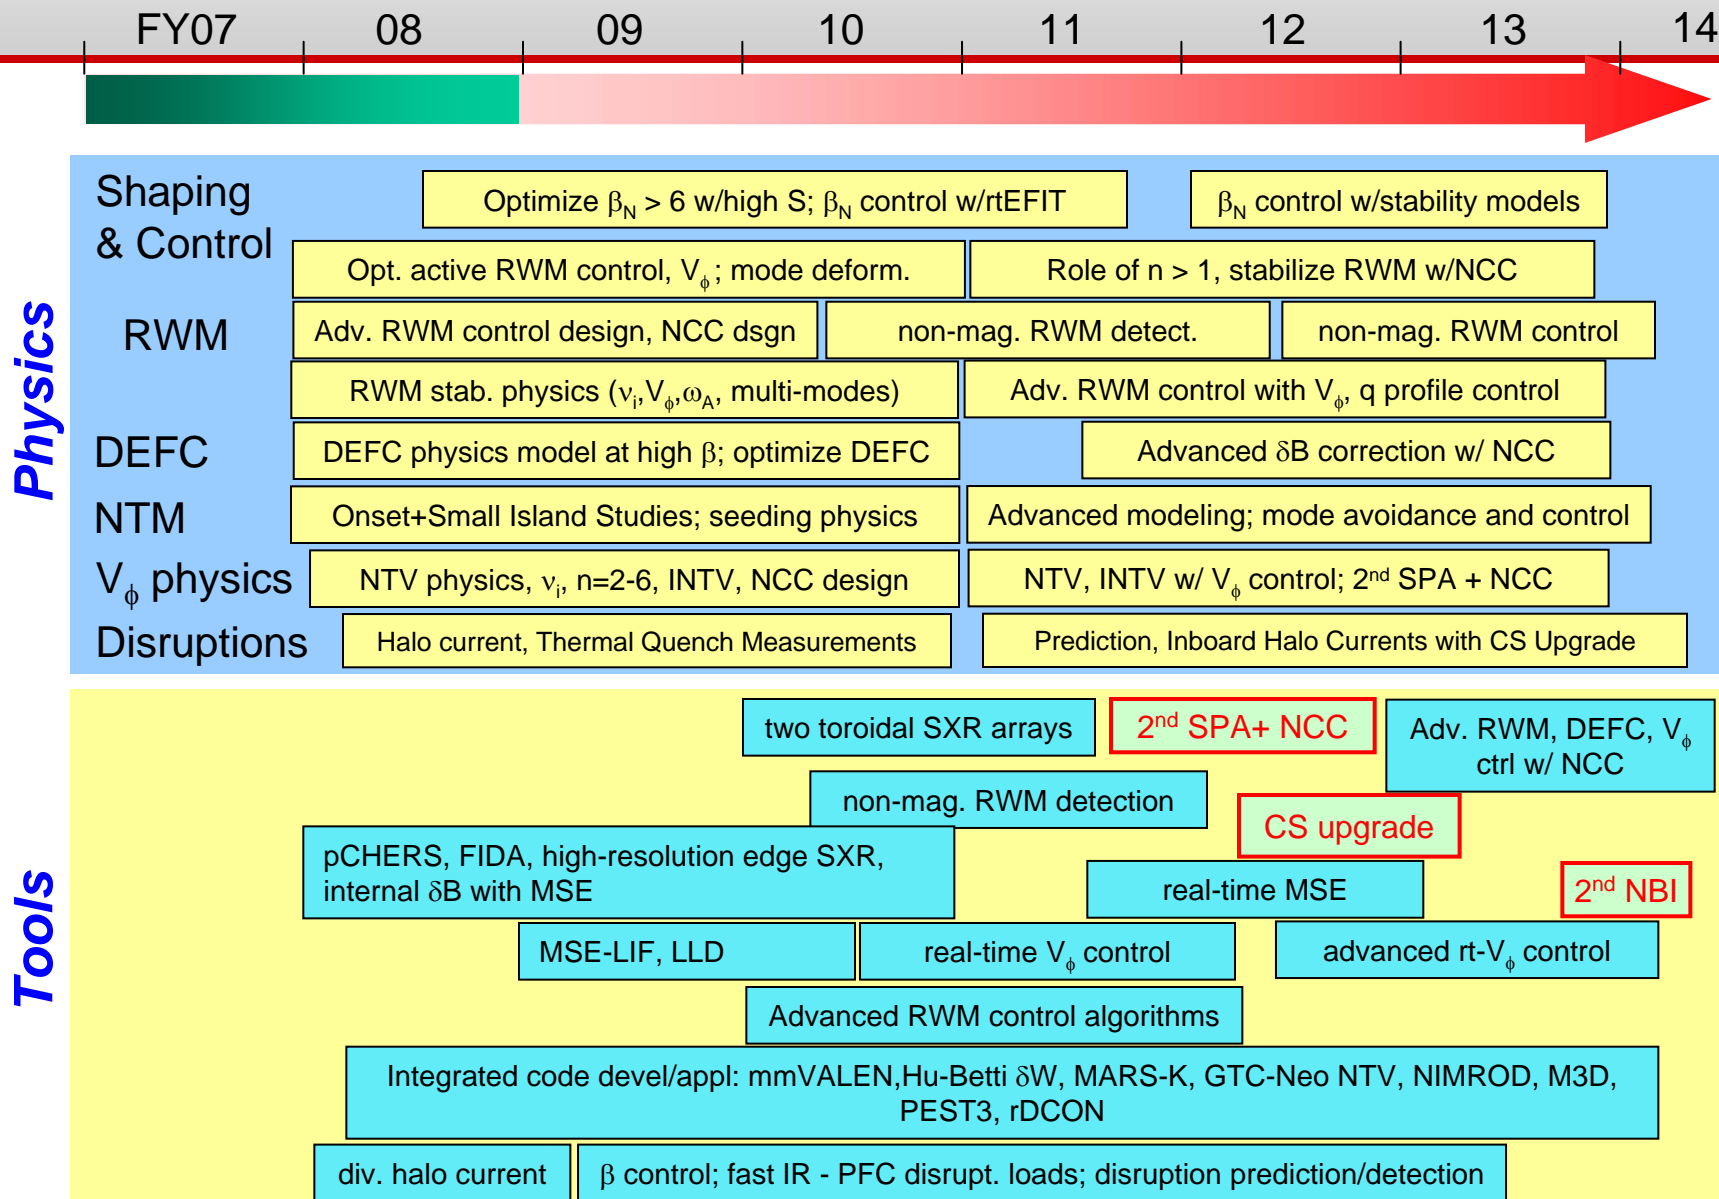 FY07 08 09 10 11 12 13 14
Physics
Shaping
& Control
Optimize βN > 6 w/high S; βN control w/rtEFIT
βN control w/stability models
Opt. active RWM control, Vϕ; mode deform.
Role of n > 1, stabilize RWM w/NCC
RWM
Adv. RWM control design, NCC dsgn
non-mag. RWM detect.
non-mag. RWM control
RWM stab. physics (νi,Vϕ,ωA, multi-modes)
Adv. RWM control with Vϕ, q profile control
DEFC
DEFC physics model at high β; optimize DEFC
Advanced δB correction w/ NCC
NTM
Onset+Small Island Studies; seeding physics
Advanced modeling; mode avoidance and control
Vϕ physics
NTV physics, νi, n=2-6, INTV, NCC design
NTV, INTV w/ Vϕ control; 2nd SPA + NCC
Disruptions
Halo current, Thermal Quench Measurements
Prediction, Inboard Halo Currents with CS Upgrade
Tools
two toroidal SXR arrays
2nd SPA+ NCC
Adv. RWM, DEFC, Vϕ
ctrl w/ NCC
non-mag. RWM detection
CS upgrade
pCHERS, FIDA, high-resolution edge SXR,
internal δB with MSE
real-time MSE
2nd NBI
MSE-LIF, LLD
real-time Vϕ control
advanced rt-Vϕ control
Advanced RWM control algorithms
Integrated code devel/appl: mmVALEN,Hu-Betti δW, MARS-K, GTC-Neo NTV, NIMROD, M3D,
PEST3, rDCON
div. halo current
β control; fast IR - PFC disrupt. loads; disruption prediction/detection